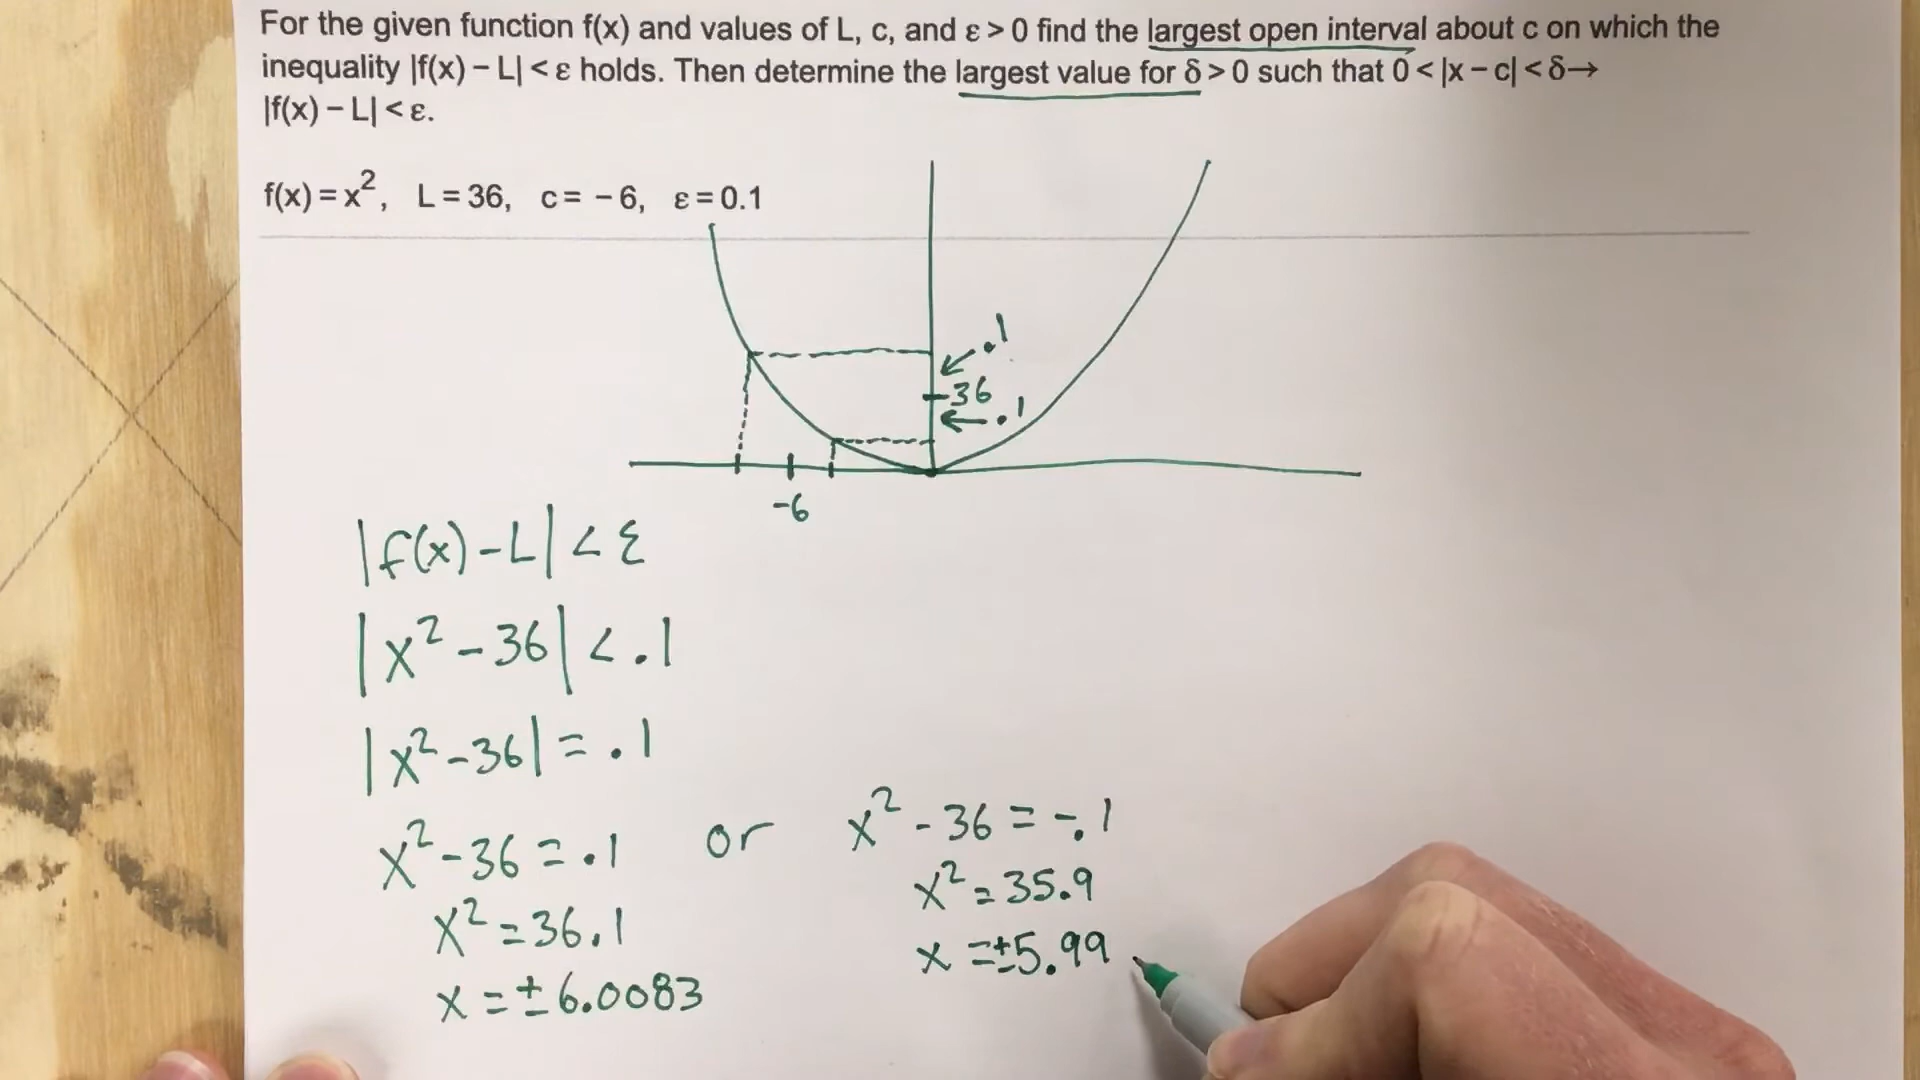 For the given function f(x) and values of L, c, and ε > 0 find the largest open interval about c on which the
inequality |f(x) − L| < ε holds. Then determine the largest value for δ > 0 such that 0 < |x − c| < δ→
|f(x) − L| < ε.
f(x) = x², L = 36, c = − 6, ε = 0.1
.1
36
.1
-6
|f(x) - L| < ε
|x² - 36| < .1
|x² - 36| = .1
x² - 36 = .1 or x² - 36 = -.1
x² = 36.1
x² = 35.9
x = ± 6.0083
x = ±5.99